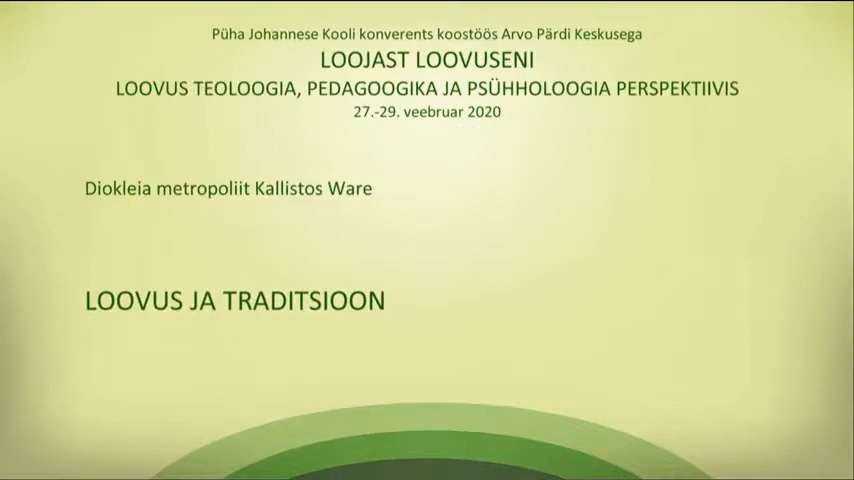 Püha Johannese Kooli konverents koostöös Arvo Pärdi Keskusega
LOOJAST LOOVUSENI
LOOVUS TEOLOOGIA, PEDAGOOGIKA JA PSÜHHOLOOGIA PERSPEKTIIVIS
27.-29. veebruar 2020
Diokleia metropoliit Kallistos Ware
LOOVUS JA TRADITSIOON